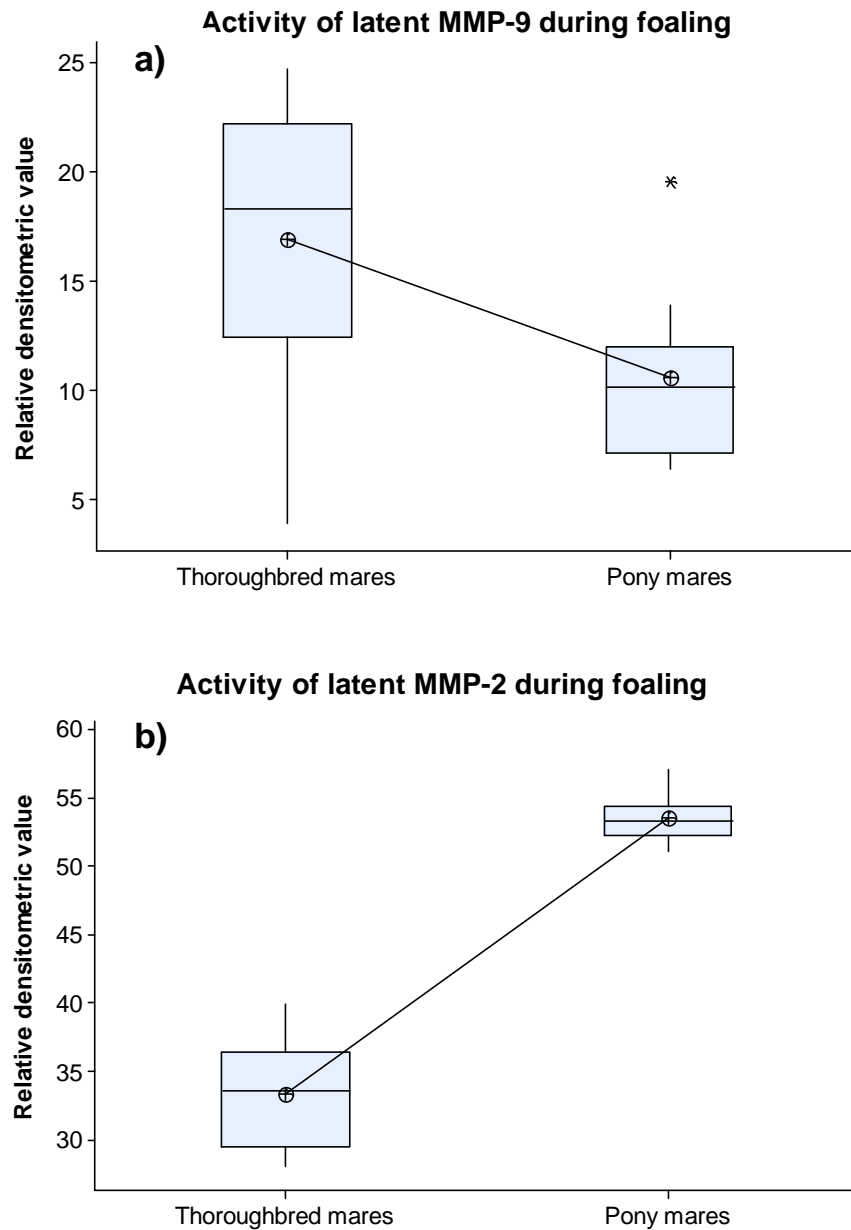 Activity of latent MMP-9 during foaling
a)
Relative densitometric value
25
20
15
10
5
Thoroughbred mares
Pony mares
Activity of latent MMP-2 during foaling
b)
Relative densitometric value
60
55
50
45
40
35
30
Thoroughbred mares
Pony mares